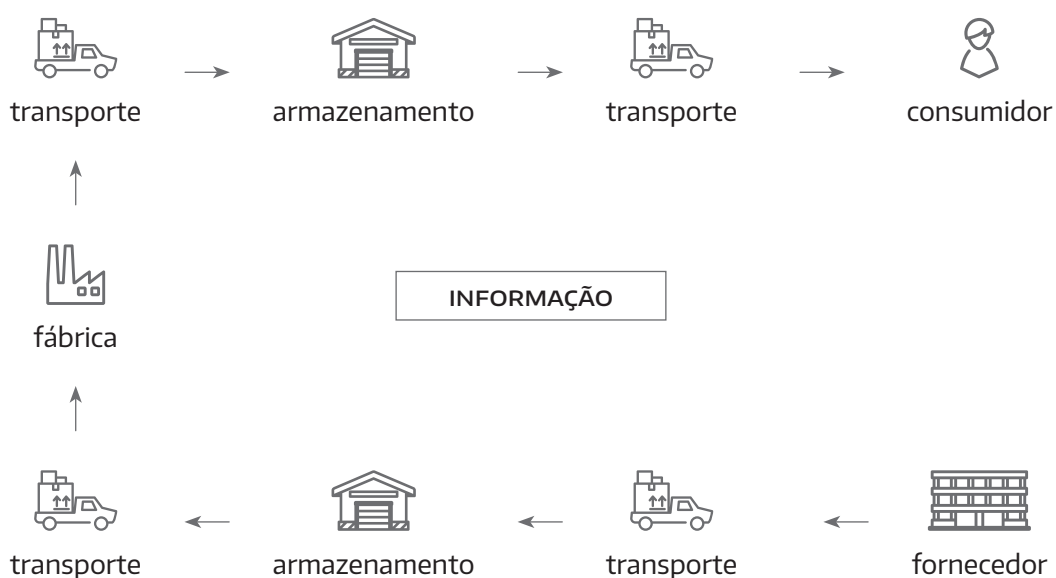 transporte
armazenamento
transporte
consumidor
fábrica
INFORMAÇÃO
transporte
armazenamento
transporte
fornecedor